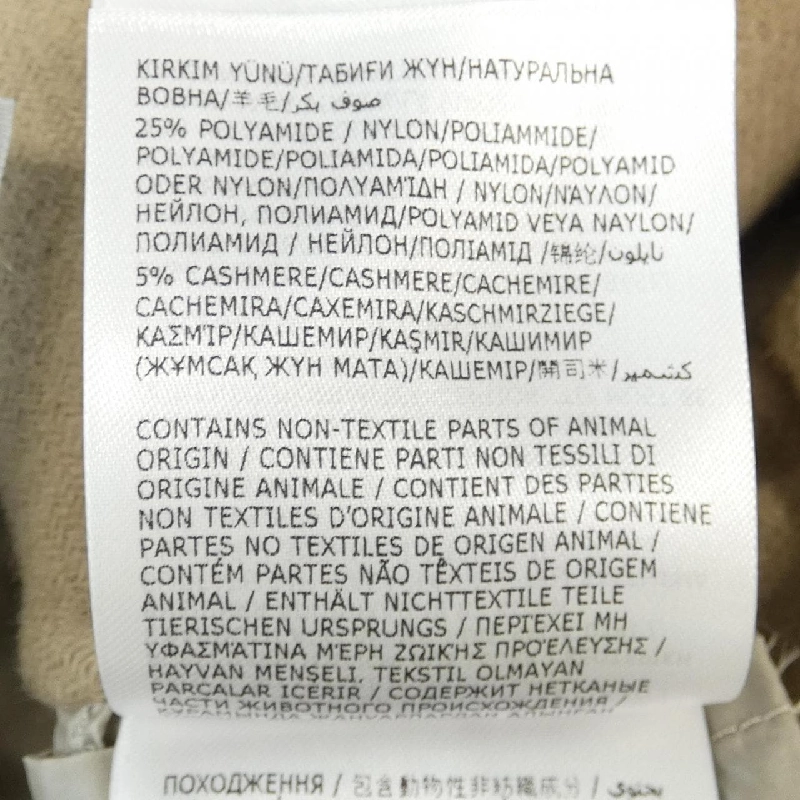 KIRKIM YÜNÜ/ТАБИҒИ ЖҮН/НАТУРАЛЬНА
ВОВНА/羊毛/صوف بكر
25% POLYAMIDE / NYLON/POLIAMMIDE/
POLYAMIDE/POLIAMIDA/POLIAMIDA/POLYAMID
ODER NYLON/ΠΟΛΥΑΜΊΔΗ / NYLON/ΝΆΥΛΟΝ/
НЕЙЛОН, ПОЛИАМИД/POLYAMID VEYA NAYLON/
ПОЛИАМИД / НЕЙЛОН/ПОЛІАМІД /锦纶/نايلون
5% CASHMERE/CASHMERE/CACHEMIRE/
CACHEMIRA/CAXEMIRA/KASCHMIRZIEGE/
ΚΑΣΜΊΡ/КАШЕМИР/KAŞMIR/КАШИМИР
(ЖҰМСАҚ ЖҮН МАТА)/КАШЕМІР/開司米/كشمير
CONTAINS NON-TEXTILE PARTS OF ANIMAL
ORIGIN / CONTIENE PARTI NON TESSILI DI
ORIGINE ANIMALE / CONTIENT DES PARTIES
NON TEXTILES D'ORIGINE ANIMALE / CONTIENE
PARTES NO TEXTILES DE ORIGEN ANIMAL /
CONTÉM PARTES NÃO TÊXTEIS DE ORIGEM
ANIMAL / ENTHÄLT NICHTTEXTILE TEILE
TIERISCHEN URSPRUNGS / ΠΕΡΙΈΧΕΙ ΜΗ
ΥΦΑΣΜΆΤΙΝΑ ΜΈΡΗ ΖΩΙΚΉΣ ΠΡΟΈΛΕΥΣΗΣ /
HAYVAN MENŞELI, TEKSTIL OLMAYAN
PARÇALAR IÇERIR / СОДЕРЖИТ НЕТКАНЫЕ
ЧАСТИ ЖИВОТНОГО ПРОИСХОЖДЕНИЯ /
ПОХОДЖЕННЯ / 包含動物性非紡織成分 / يحتوي